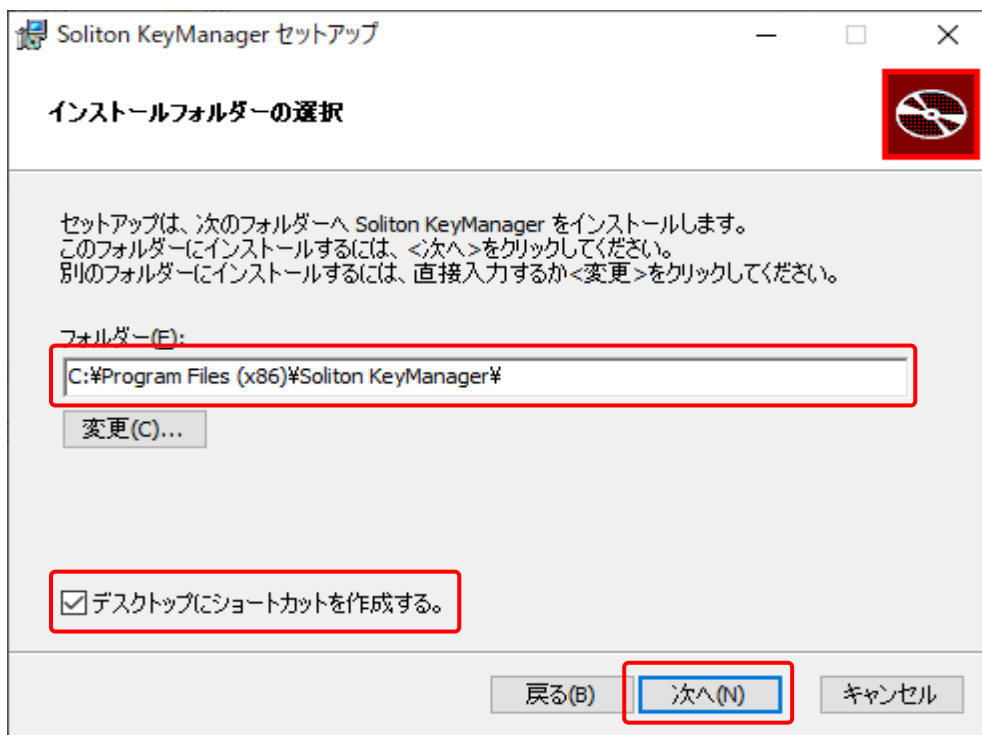 Soliton KeyManager セットアップ
インストールフォルダーの選択
セットアップは、次のフォルダーへ Soliton KeyManager をインストールします。
このフォルダーにインストールするには、<次へ>をクリックしてください。
別のフォルダーにインストールするには、直接入力するか<変更>をクリックしてください。
フォルダー(F):
C:¥Program Files (x86)¥Soliton KeyManager¥
変更(C)...
デスクトップにショートカットを作成する。
戻る(B) 次へ(N) キャンセル